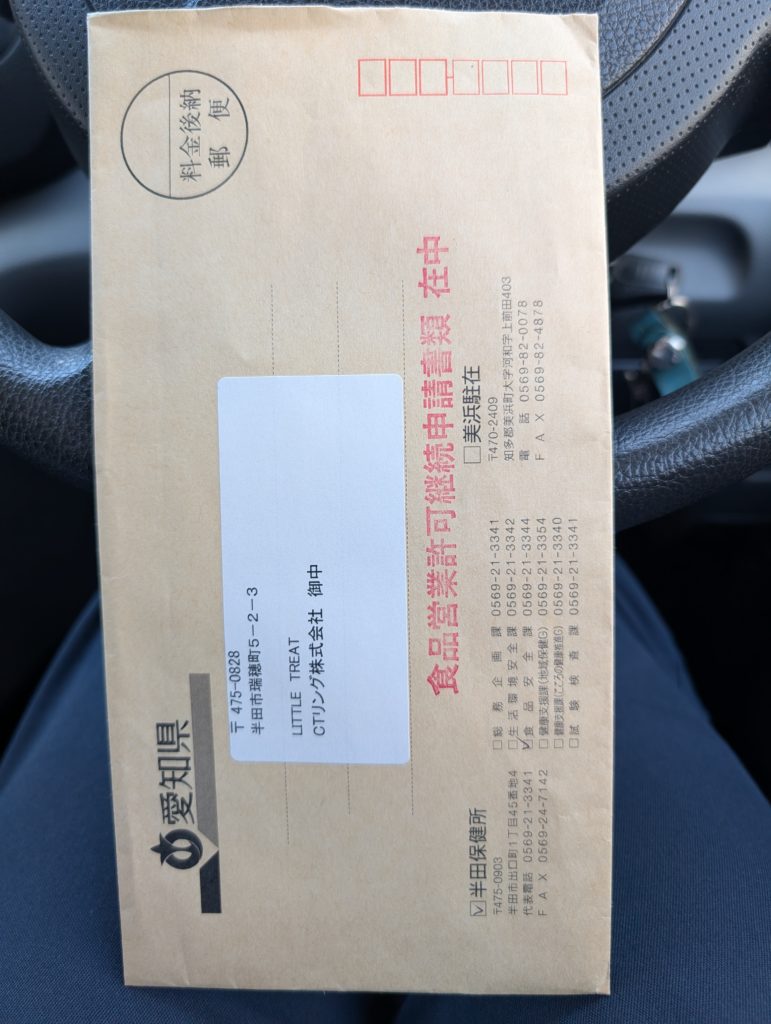 料金後納
郵便
愛知県
〒 475-0828
半田市瑞穂町5-2-3
LITTLE TREAT
CTリング株式会社 御中
食品営業許可継続申請書類 在中
☑半田保健所
〒475-0903
半田市出口町1丁目45番地4
代表電話 0569-21-3341
FAX 0569-24-7142
□総務企画課 0569-21-3341
□生活環境安全課 0569-21-3342
☑食品安全課 0569-21-3344
□健康支援課(地域保健G) 0569-21-3354
□健康支援課(こころの健康推進G) 0569-21-3340
□試験検査課 0569-21-3341
□美浜駐在
〒470-2409
知多郡美浜町大字河和字上前田403
電話 0569-82-0078
FAX 0569-82-4878